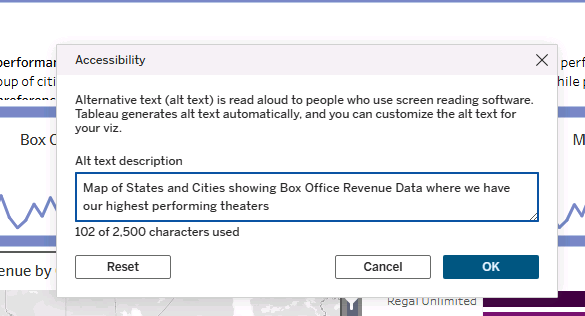 performa
Accessibility
perf
oup of citi
hile p
Alternative text (alt text) is read aloud to people who use screen reading software.
Tableau generates alt text automatically, and you can customize the alt text for
your viz.
Box O
M
Alt text description
Map of States and Cities showing Box Office Revenue Data where we have
our highest performing theaters
102 of 2,500 characters used
Reset
Cancel
OK
enue by
Regal Unlimited